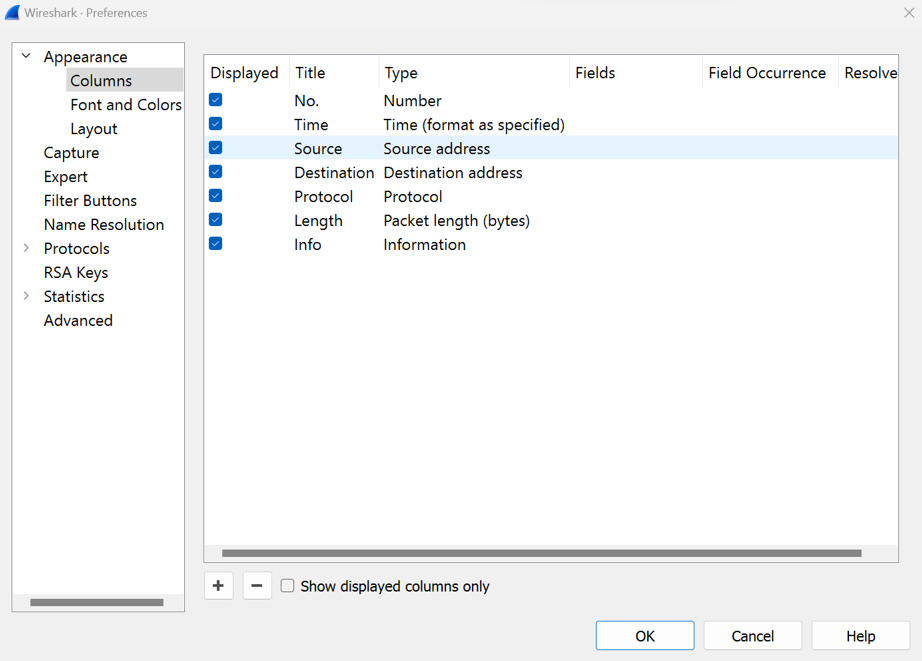 Wireshark · Preferences
Appearance
Columns
Font and Colors
Layout
Capture
Expert
Filter Buttons
Name Resolution
Protocols
RSA Keys
Statistics
Advanced
Displayed Title Type Fields Field Occurrence Resolve
No. Number
Time Time (format as specified)
Source Source address
Destination Destination address
Protocol Protocol
Length Packet length (bytes)
Info Information
+ − Show displayed columns only
OK Cancel Help